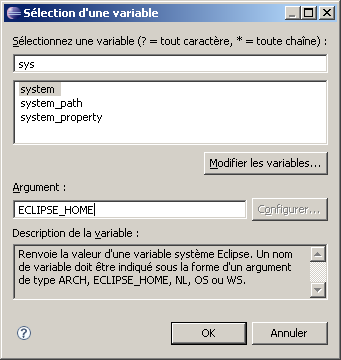 Sélection d'une variable
Sélectionnez une variable (? = tout caractère, * = toute chaîne) :
sys
system
system_path
system_property
Modifier les variables...
Argument :
ECLIPSE_HOME
Configurer...
Description de la variable :
Renvoie la valeur d'une variable système Eclipse. Un nom
de variable doit être indiqué sous la forme d'un argument
de type ARCH, ECLIPSE_HOME, NL, OS ou WS.
?
OK
Annuler